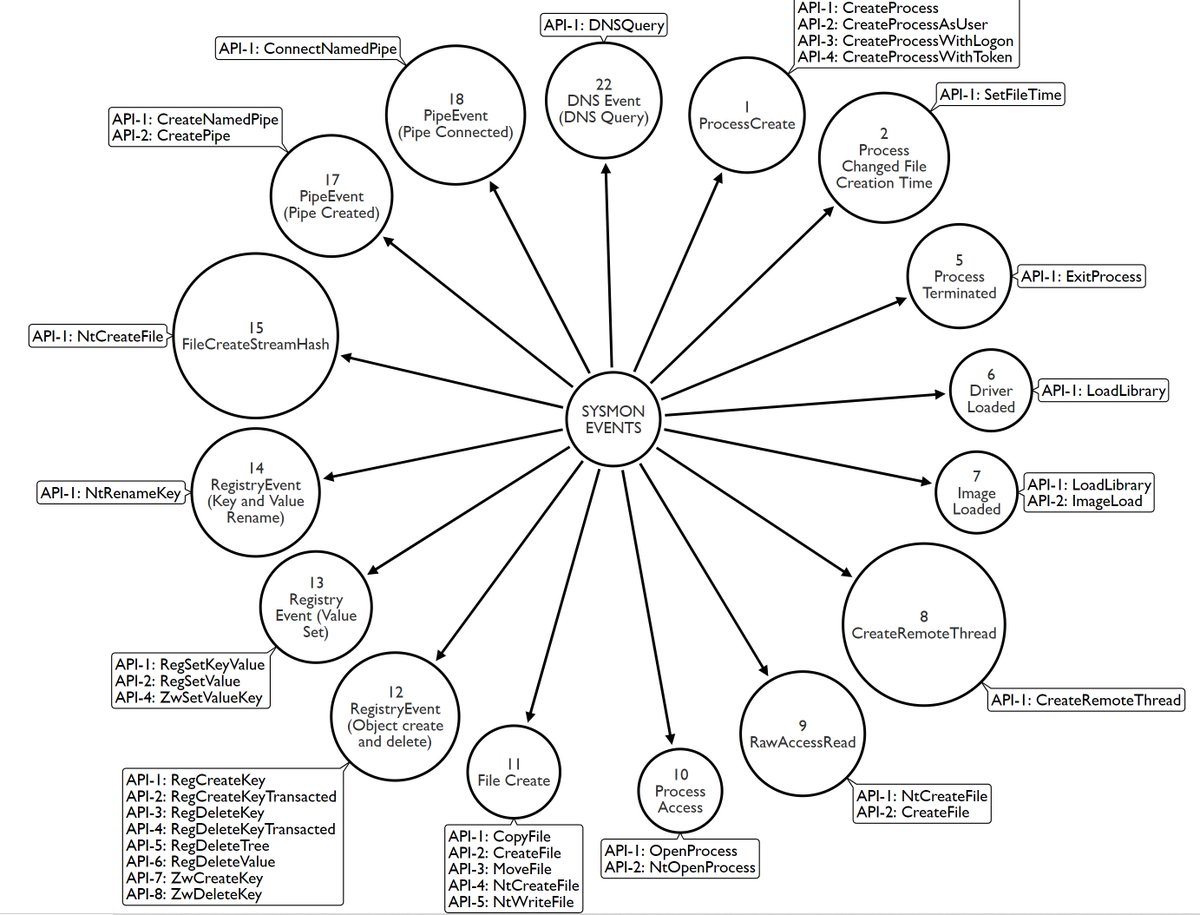 SYSMON
EVENTS
API-1: CreateProcess
API-2: CreateProcessAsUser
API-3: CreateProcessWithLogon
API-4: CreateProcessWithToken
1
ProcessCreate
API-1: SetFileTime
2
Process
Changed File
Creation Time
5
Process
Terminated
API-1: ExitProcess
6
Driver
Loaded
API-1: LoadLibrary
7
Image
Loaded
API-1: LoadLibrary
API-2: ImageLoad
8
CreateRemoteThread
API-1: CreateRemoteThread
9
RawAccessRead
API-1: NtCreateFile
API-2: CreateFile
10
Process
Access
API-1: OpenProcess
API-2: NtOpenProcess
11
File Create
API-1: CopyFile
API-2: CreateFile
API-3: MoveFile
API-4: NtCreateFile
API-5: NtWriteFile
12
RegistryEvent
(Object create
and delete)
API-1: RegCreateKey
API-2: RegCreateKeyTransacted
API-3: RegDeleteKey
API-4: RegDeleteKeyTransacted
API-5: RegDeleteTree
API-6: RegDeleteValue
API-7: ZwCreateKey
API-8: ZwDeleteKey
13
Registry
Event (Value
Set)
API-1: RegSetKeyValue
API-2: RegSetValue
API-4: ZwSetValueKey
14
RegistryEvent
(Key and Value
Rename)
API-1: NtRenameKey
15
FileCreateStreamHash
API-1: NtCreateFile
17
PipeEvent
(Pipe Created)
API-1: CreateNamedPipe
API-2: CreatePipe
18
PipeEvent
(Pipe Connected)
API-1: ConnectNamedPipe
22
DNS Event
(DNS Query)
API-1: DNSQuery